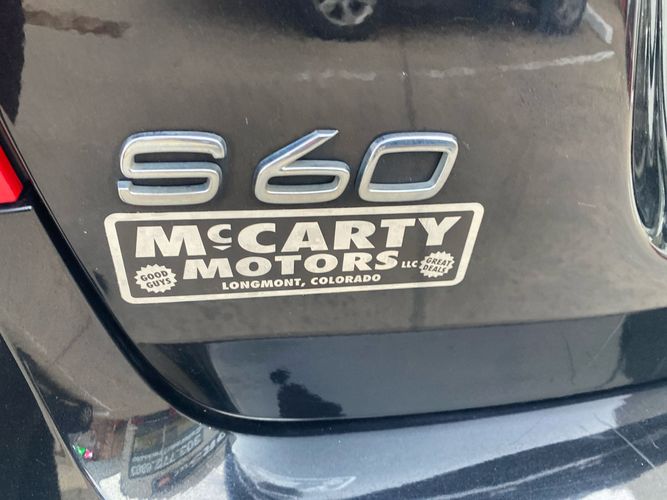 S60
McCARTY
MOTORS LLC
GOOD
GUYS
GREAT
DEALS
LONGMONT, COLORADO